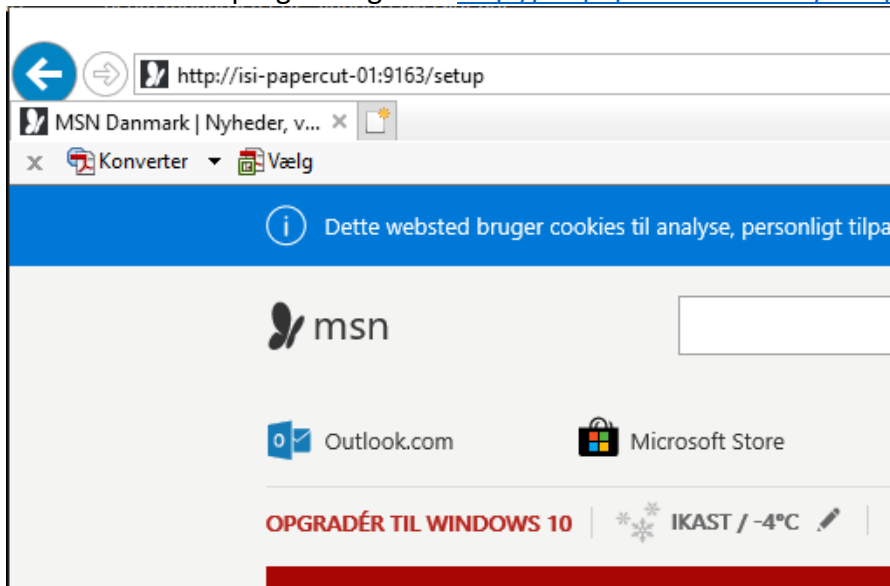 http://isi-papercut-01:9163/setup
MSN Danmark | Nyheder, v...
x Konverter Vælg
Dette websted bruger cookies til analyse, personligt tilpa
msn
Outlook.com Microsoft Store
OPGRADÉR TIL WINDOWS 10 IKAST / -4°C